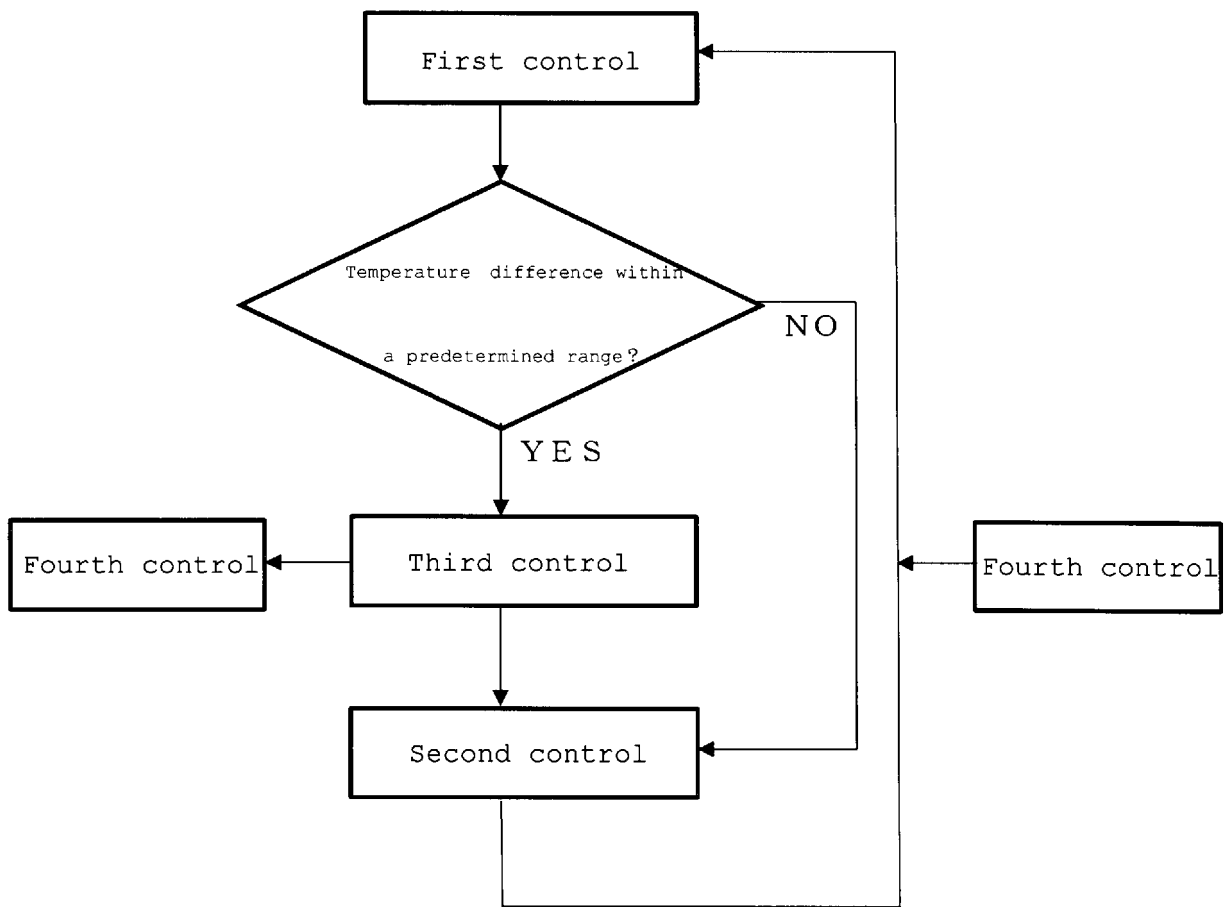 First control
Temperature difference within
a predetermined range?
NO
YES
Fourth control
Third control
Fourth control
Second control